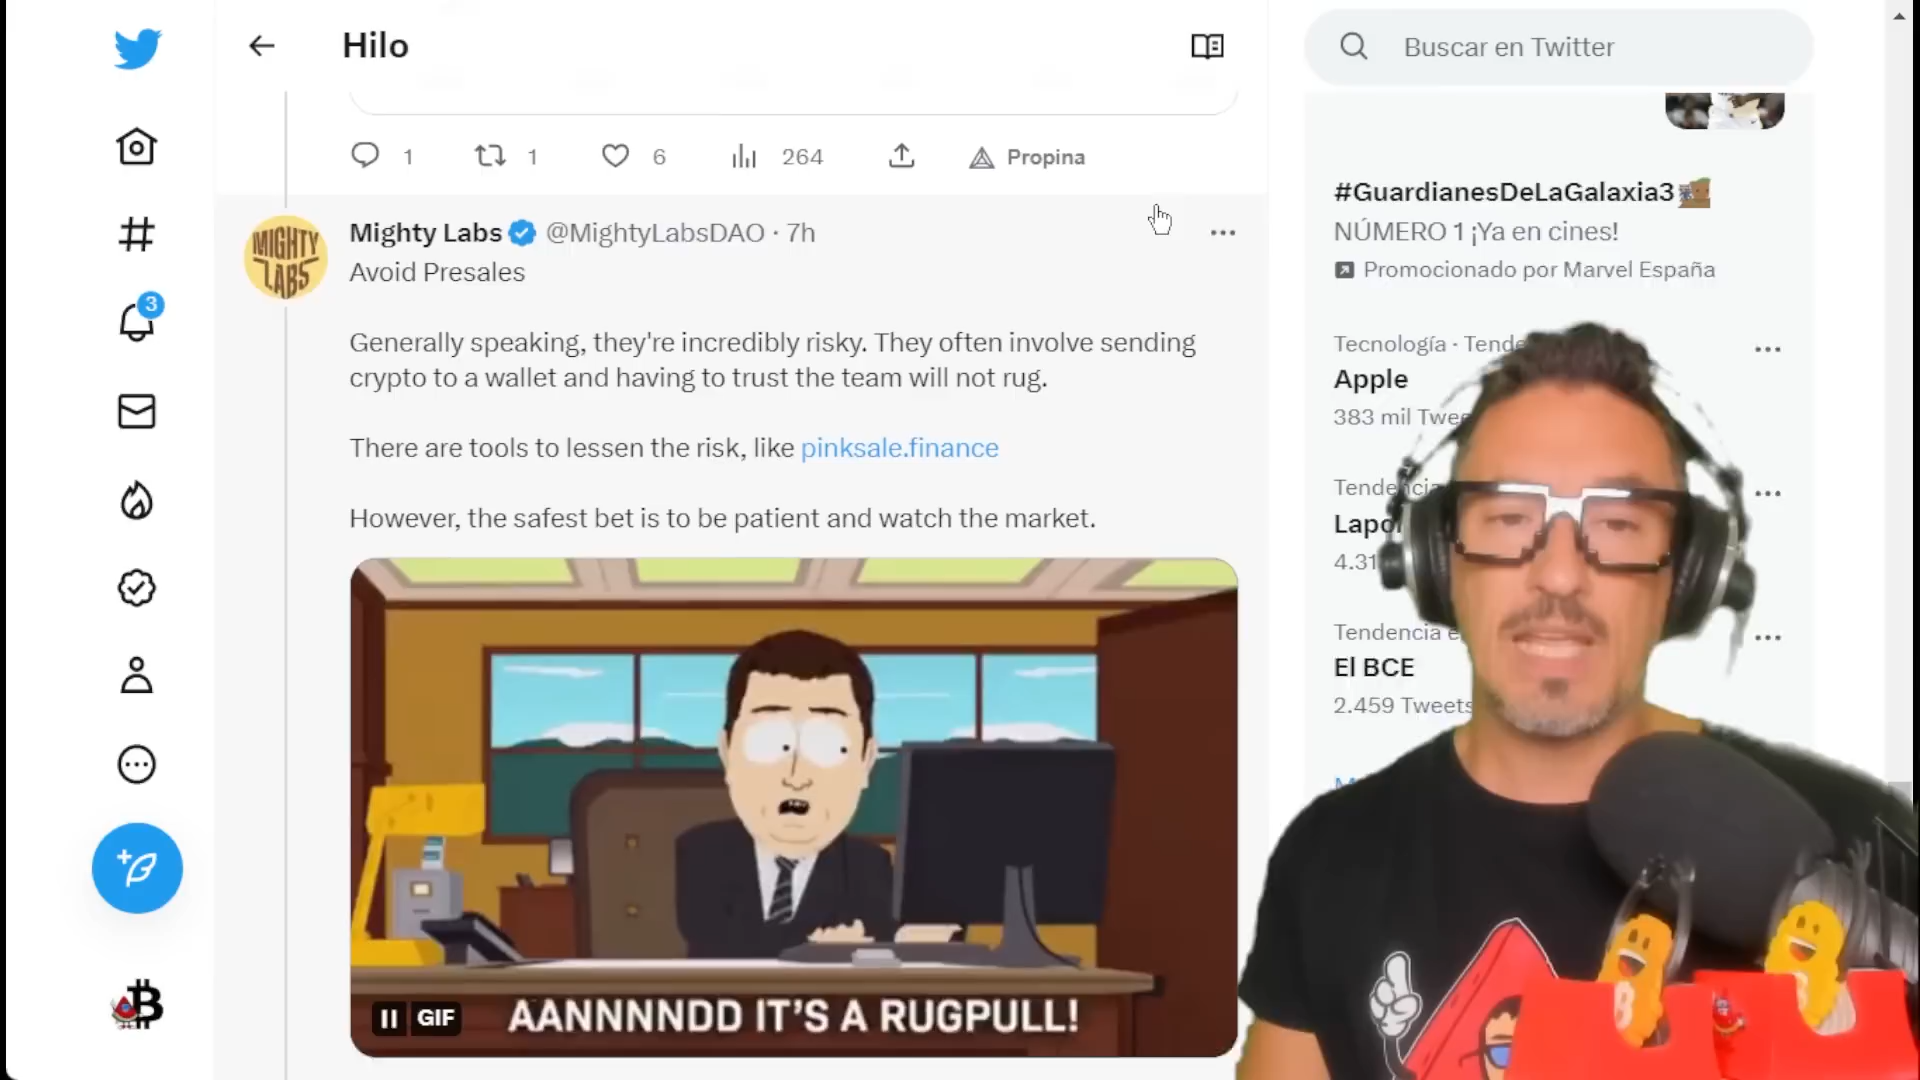 Hilo
Buscar en Twitter
1
1
6
264
Propina
#GuardianesDeLaGalaxia3
NÚMERO 1 ¡Ya en cines!
Promocionado por Marvel España
MIGHTY
LABS
Mighty Labs @MightyLabsDAO · 7h
Avoid Presales
Generally speaking, they're incredibly risky. They often involve sending
crypto to a wallet and having to trust the team will not rug.
There are tools to lessen the risk, like pinksale.finance
However, the safest bet is to be patient and watch the market.
3
Tecnología · Tende
Apple
383 mil Twee
Tendencia
Lapo
4.31
Tendencia e
El BCE
2.459 Tweets
GIF
AANNNNDD IT'S A RUGPULL!